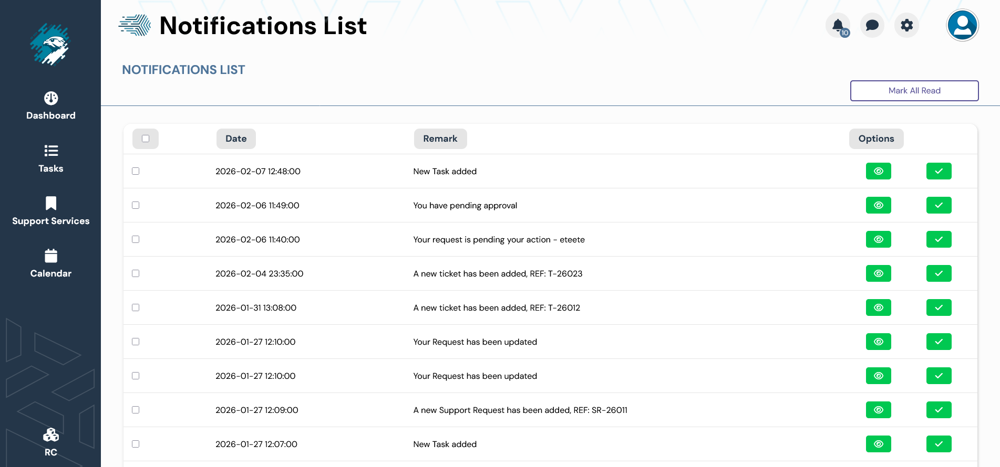 Notifications List
10
NOTIFICATIONS LIST
Mark All Read
Dashboard
Tasks
Support Services
Calendar
RC
Date Remark Options
2026-02-07 12:48:00 New Task added
2026-02-06 11:49:00 You have pending approval
2026-02-06 11:40:00 Your request is pending your action - eteete
2026-02-04 23:35:00 A new ticket has been added, REF: T-26023
2026-01-31 13:08:00 A new ticket has been added, REF: T-26012
2026-01-27 12:10:00 Your Request has been updated
2026-01-27 12:10:00 Your Request has been updated
2026-01-27 12:09:00 A new Support Request has been added, REF: SR-26011
2026-01-27 12:07:00 New Task added